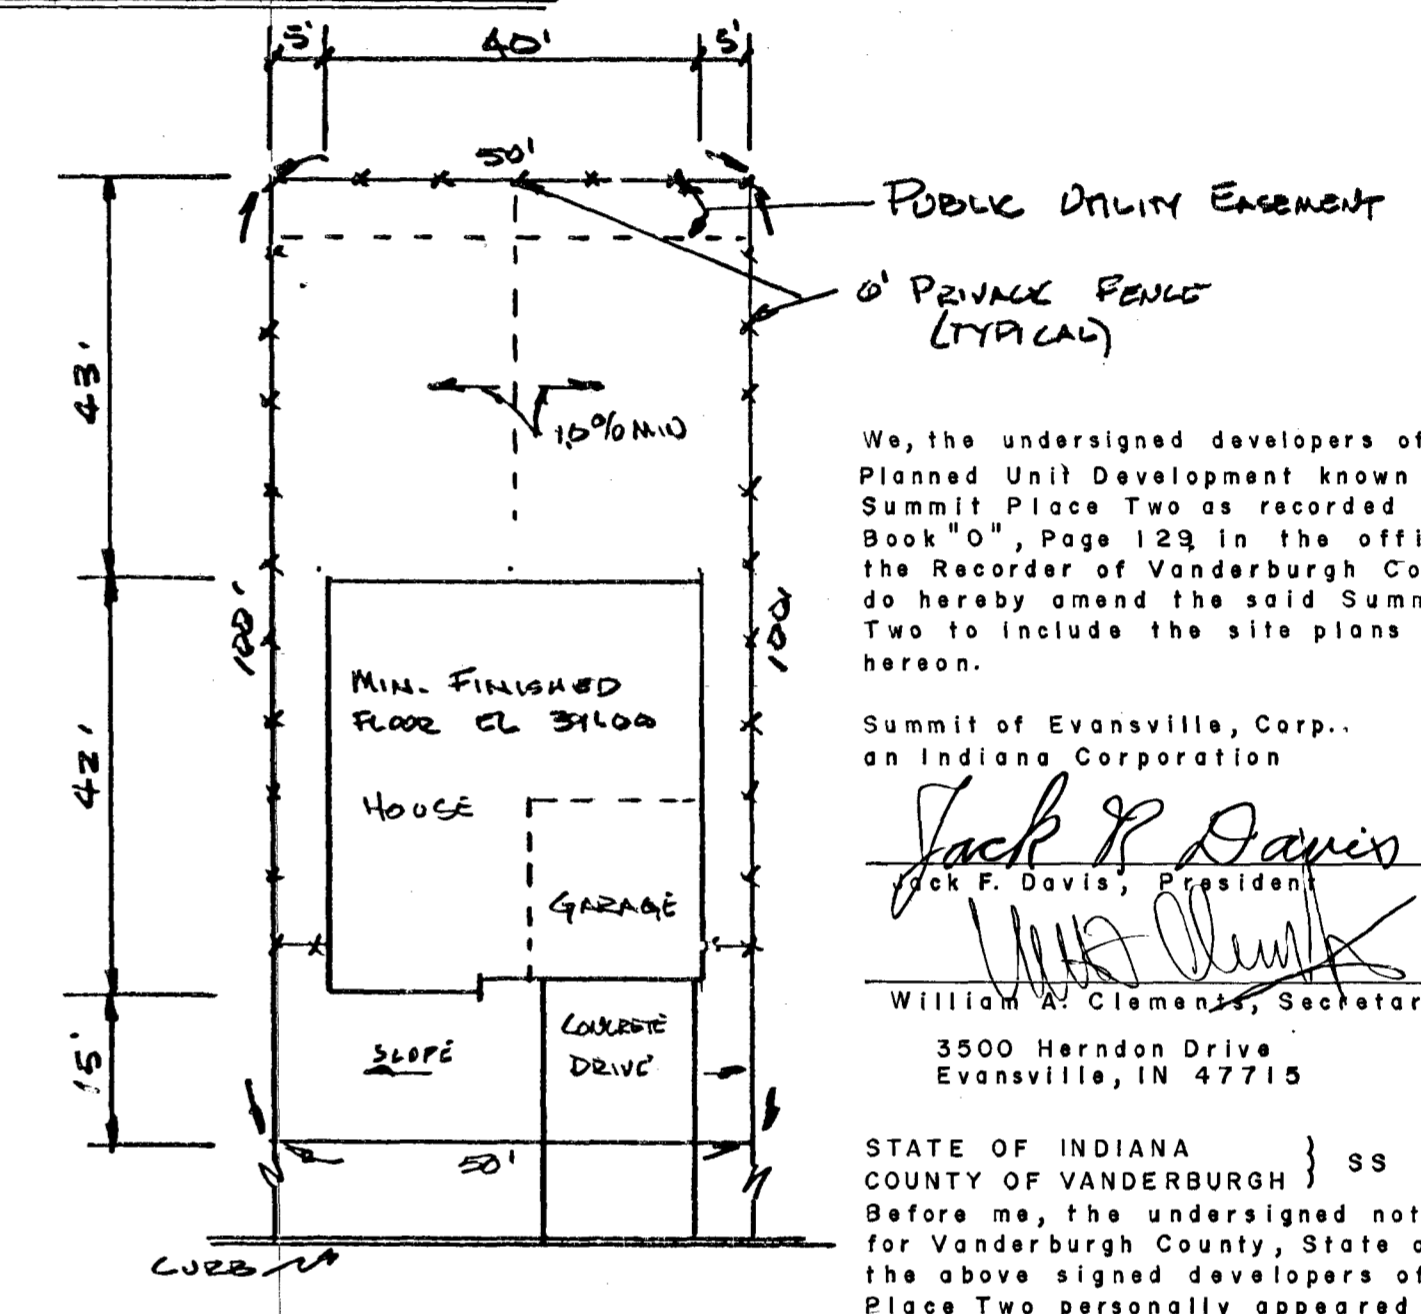 5'
40'
5'
50'
PUBLIC UTILITY EASEMENT
6' PRIVACY FENCE
(TYPICAL)
43'
1.0% MIN
100'
100'
MIN. FINISHED
FLOOR EL
42'
HOUSE
GARAGE
CONCRETE
DRIVE
SLOPE
15'
50'
CURB
We, the undersigned developers of
Planned Unit Development known
Summit Place Two as recorded
Book "O", Page 129, in the offi
the Recorder of Vanderburgh Co
do hereby amend the said Summ
Two to include the site plans
hereon.
Summit of Evansville, Corp.,
an Indiana Corporation
Jack F. Davis
Jack F. Davis, President
William A. Clements, Secretar
3500 Herndon Drive
Evansville, IN 47715
STATE OF INDIANA
COUNTY OF VANDERBURGH } SS
Before me, the undersigned not
for Vanderburgh County, State o
the above signed developers of
Place Two personally appeared